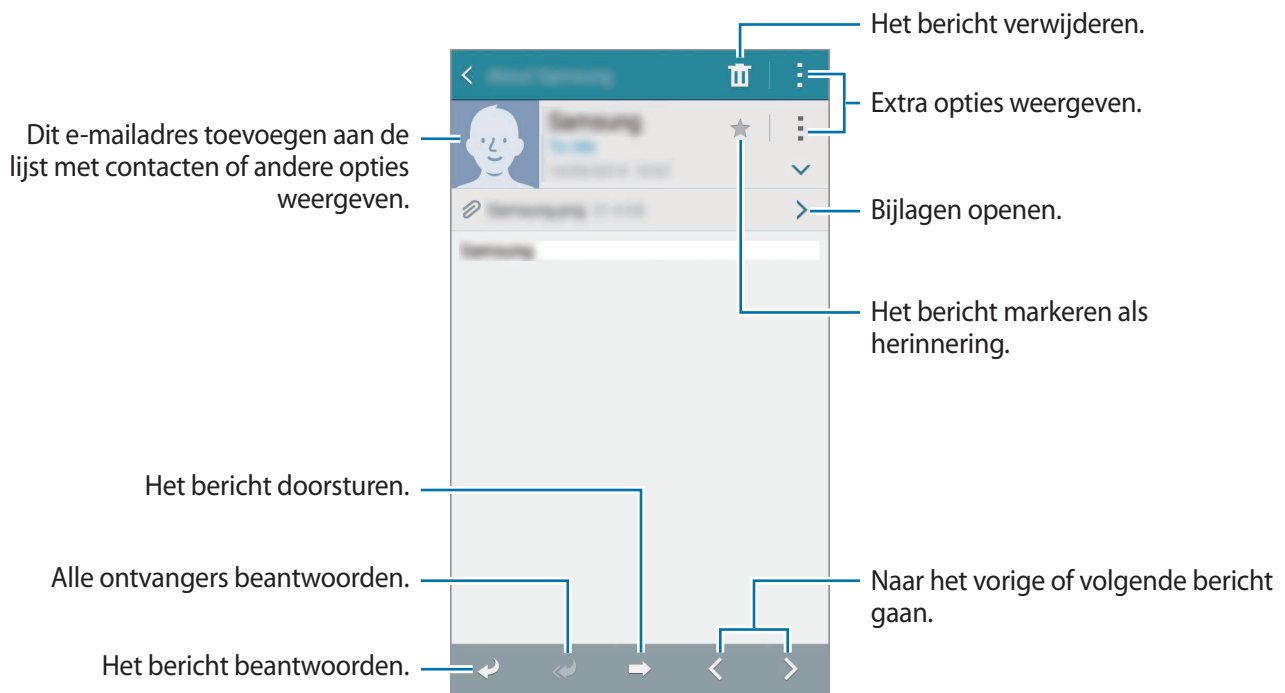 Het bericht verwijderen.
Extra opties weergeven.
Dit e-mailadres toevoegen aan de
lijst met contacten of andere opties
weergeven.
Bijlagen openen.
Het bericht markeren als
herinnering.
Het bericht doorsturen.
Alle ontvangers beantwoorden.
Naar het vorige of volgende bericht
gaan.
Het bericht beantwoorden.